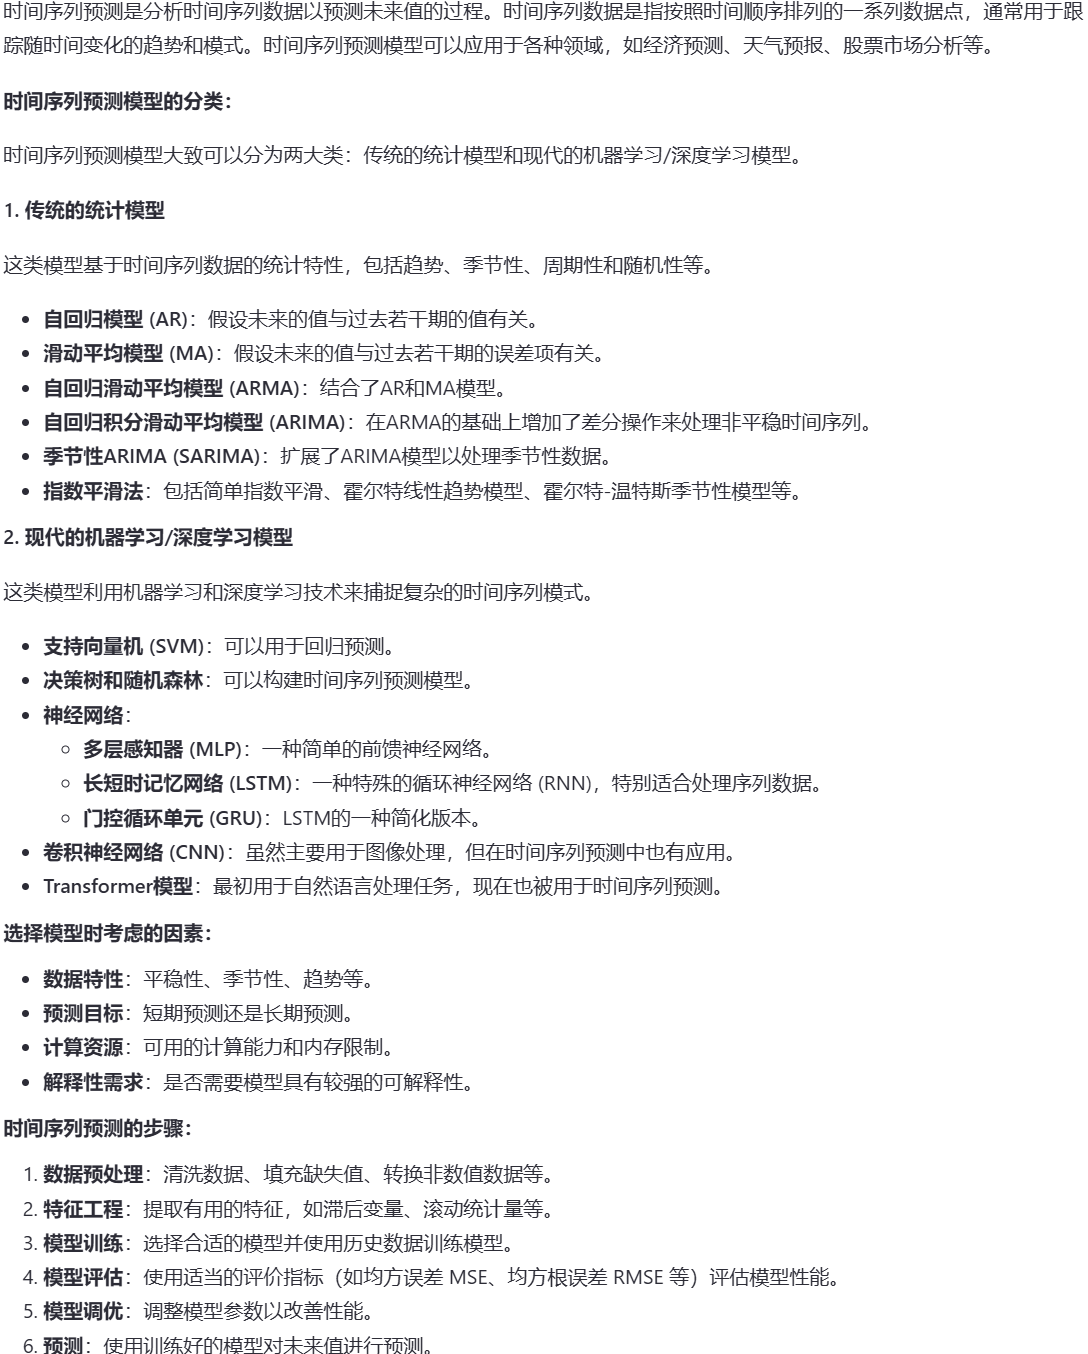 时间序列预测是分析时间序列数据以预测未来值的过程。时间序列数据是指按照时间顺序排列的一系列数据点，通常用于跟
踪随时间变化的趋势和模式。时间序列预测模型可以应用于各种领域，如经济预测、天气预报、股票市场分析等。
时间序列预测模型的分类：
时间序列预测模型大致可以分为两大类：传统的统计模型和现代的机器学习/深度学习模型。
1. 传统的统计模型
这类模型基于时间序列数据的统计特性，包括趋势、季节性、周期性和随机性等。
• 自回归模型 (AR)：假设未来的值与过去若干期的值有关。
• 滑动平均模型 (MA)：假设未来的值与过去若干期的误差项有关。
• 自回归滑动平均模型 (ARMA)：结合了AR和MA模型。
• 自回归积分滑动平均模型 (ARIMA)：在ARMA的基础上增加了差分操作来处理非平稳时间序列。
• 季节性ARIMA (SARIMA)：扩展了ARIMA模型以处理季节性数据。
• 指数平滑法：包括简单指数平滑、霍尔特线性趋势模型、霍尔特-温特斯季节性模型等。
2. 现代的机器学习/深度学习模型
这类模型利用机器学习和深度学习技术来捕捉复杂的时间序列模式。
• 支持向量机 (SVM)：可以用于回归预测。
• 决策树和随机森林：可以构建时间序列预测模型。
• 神经网络：
◦ 多层感知器 (MLP)：一种简单的前馈神经网络。
◦ 长短时记忆网络 (LSTM)：一种特殊的循环神经网络 (RNN)，特别适合处理序列数据。
◦ 门控循环单元 (GRU)：LSTM的一种简化版本。
• 卷积神经网络 (CNN)：虽然主要用于图像处理，但在时间序列预测中也有应用。
• Transformer模型：最初用于自然语言处理任务，现在也被用于时间序列预测。
选择模型时考虑的因素：
• 数据特性：平稳性、季节性、趋势等。
• 预测目标：短期预测还是长期预测。
• 计算资源：可用的计算能力和内存限制。
• 解释性需求：是否需要模型具有较强的可解释性。
时间序列预测的步骤：
1. 数据预处理：清洗数据、填充缺失值、转换非数值数据等。
2. 特征工程：提取有用的特征，如滞后变量、滚动统计量等。
3. 模型训练：选择合适的模型并使用历史数据训练模型。
4. 模型评估：使用适当的评价指标（如均方误差 MSE、均方根误差 RMSE 等）评估模型性能。
5. 模型调优：调整模型参数以改善性能。
6. 预测：使用训练好的模型对未来值进行预测。